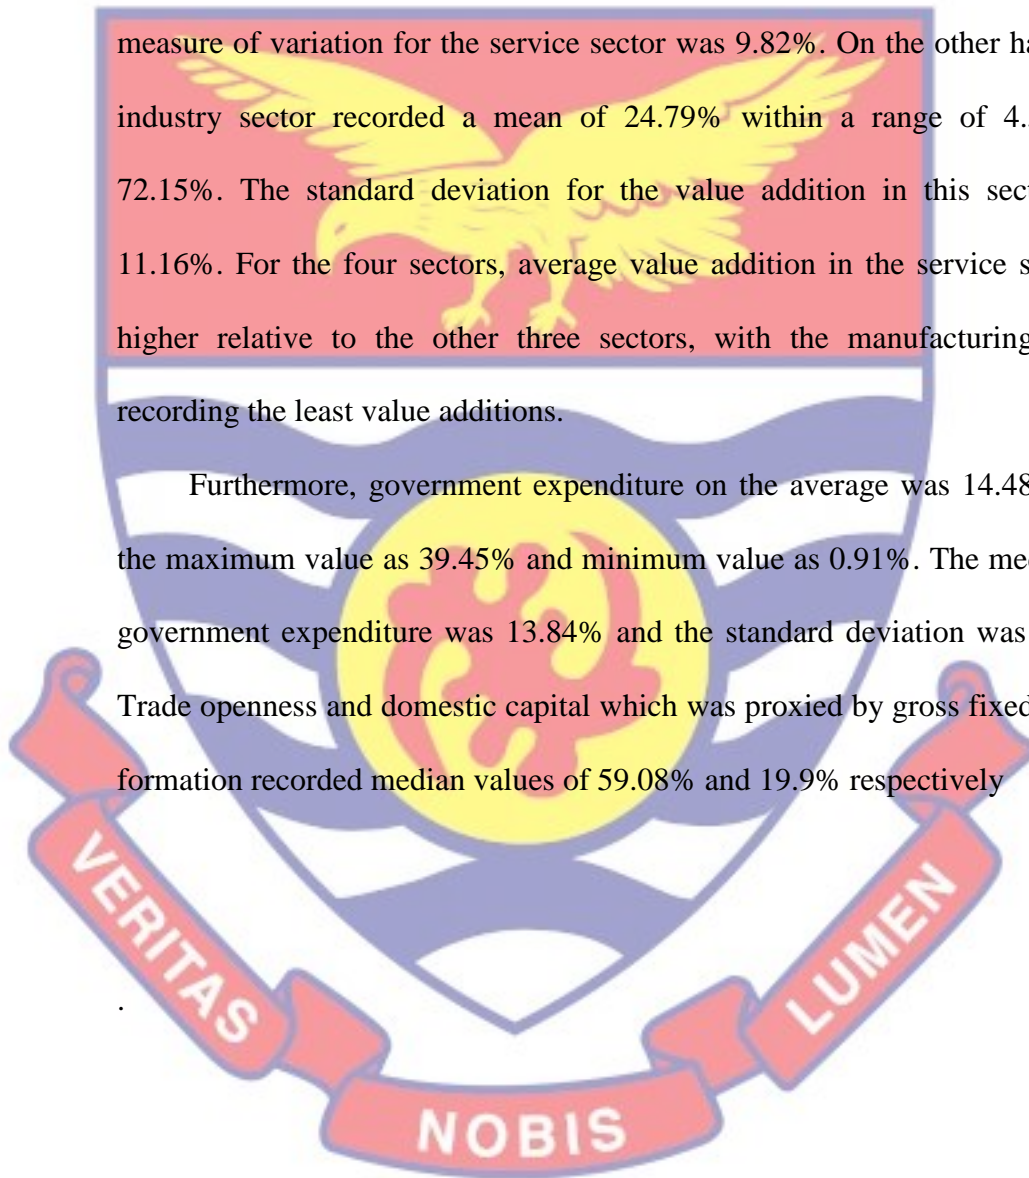 measure of variation for the service sector was 9.82%. On the other
industry sector recorded a mean of 24.79% within a range of 4.
72.15%. The standard deviation for the value addition in this
11.16%. For the four sectors, average value addition in the service
higher relative to the other three sectors, with the manufacturing
recording the least value additions.
Furthermore, government expenditure on the average was 14.48
the maximum value as 39.45% and minimum value as 0.91%. The
government expenditure was 13.84% and the standard deviation was
Trade openness and domestic capital which was proxied by gross fixed
formation recorded median values of 59.08% and 19.9% respectively
.
VERITAS
NOBIS
LUMEN